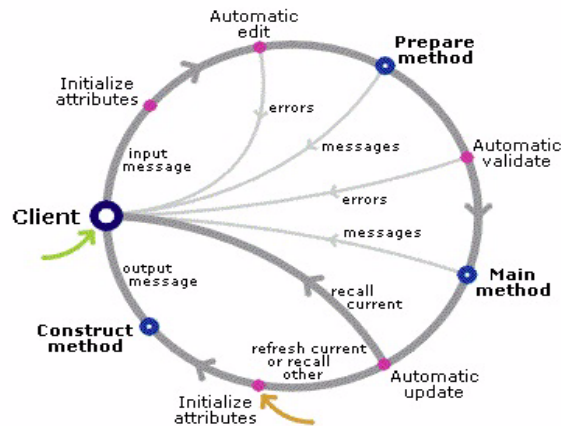 Automatic
edit
Prepare
method
Initialize
attributes
errors
messages
Automatic
validate
input
message
errors
Client
messages
output
message
recall
current
Main
method
Construct
method
refresh current
or recall
other
Automatic
update
Initialize
attributes